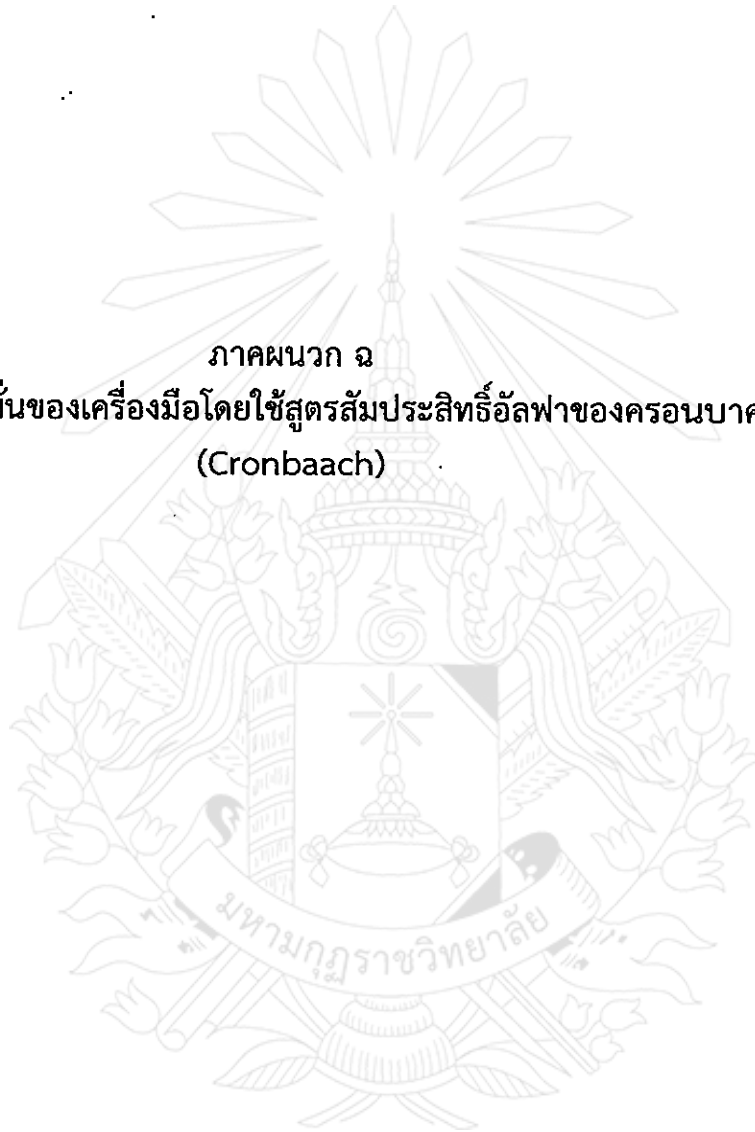 ภาคผนวก ฉ
ของเครื่องมือโดยใช้สูตรสัมประสิทธิ์อัลฟาของครอนบาค
(Cronbaach)
มหามกุฏราชวิทยาลัย